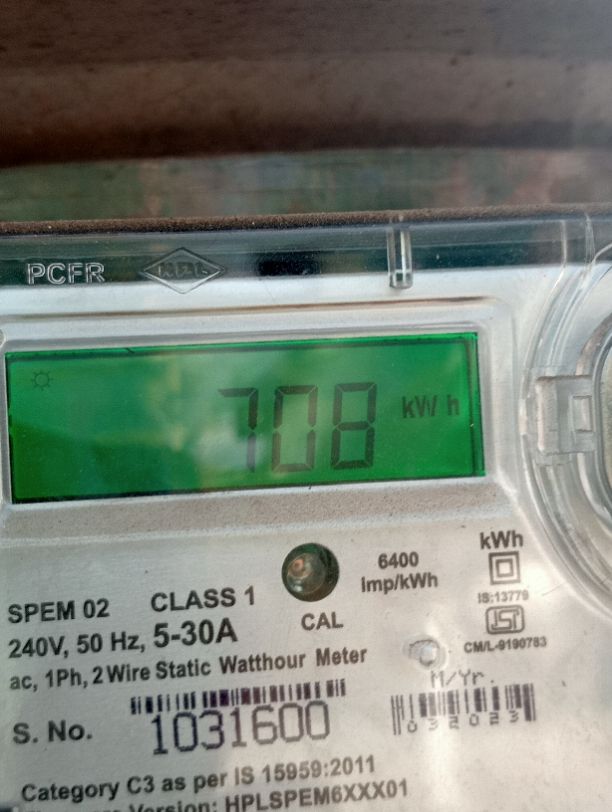 PCFR HPL
708 kWh
kWh
6400
Imp/kWh
IS:13779
SPEM 02 CLASS 1
CAL
CM/L-9190783
240V, 50 Hz, 5-30A
ac, 1Ph, 2 Wire Static Watthour Meter
M/Yr.
S. No. 1031600
032023
Category C3 as per IS 15959:2011
Version: HPLSPEM6XXX01